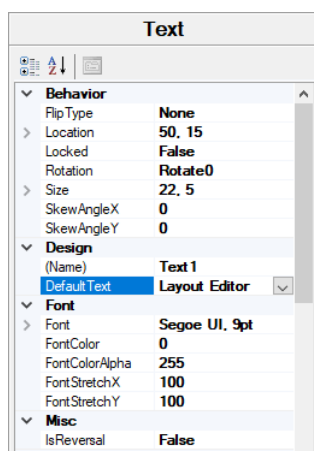 Text
Behavior
FlipType None
Location 50, 15
Locked False
Rotation Rotate0
Size 22, 5
SkewAngleX 0
SkewAngleY 0
Design
(Name) Text1
DefaultText Layout Editor
Font
Font Segoe UI, 9pt
FontColor 0
FontColorAlpha 255
FontStretchX 100
FontStretchY 100
Misc
IsReversal False